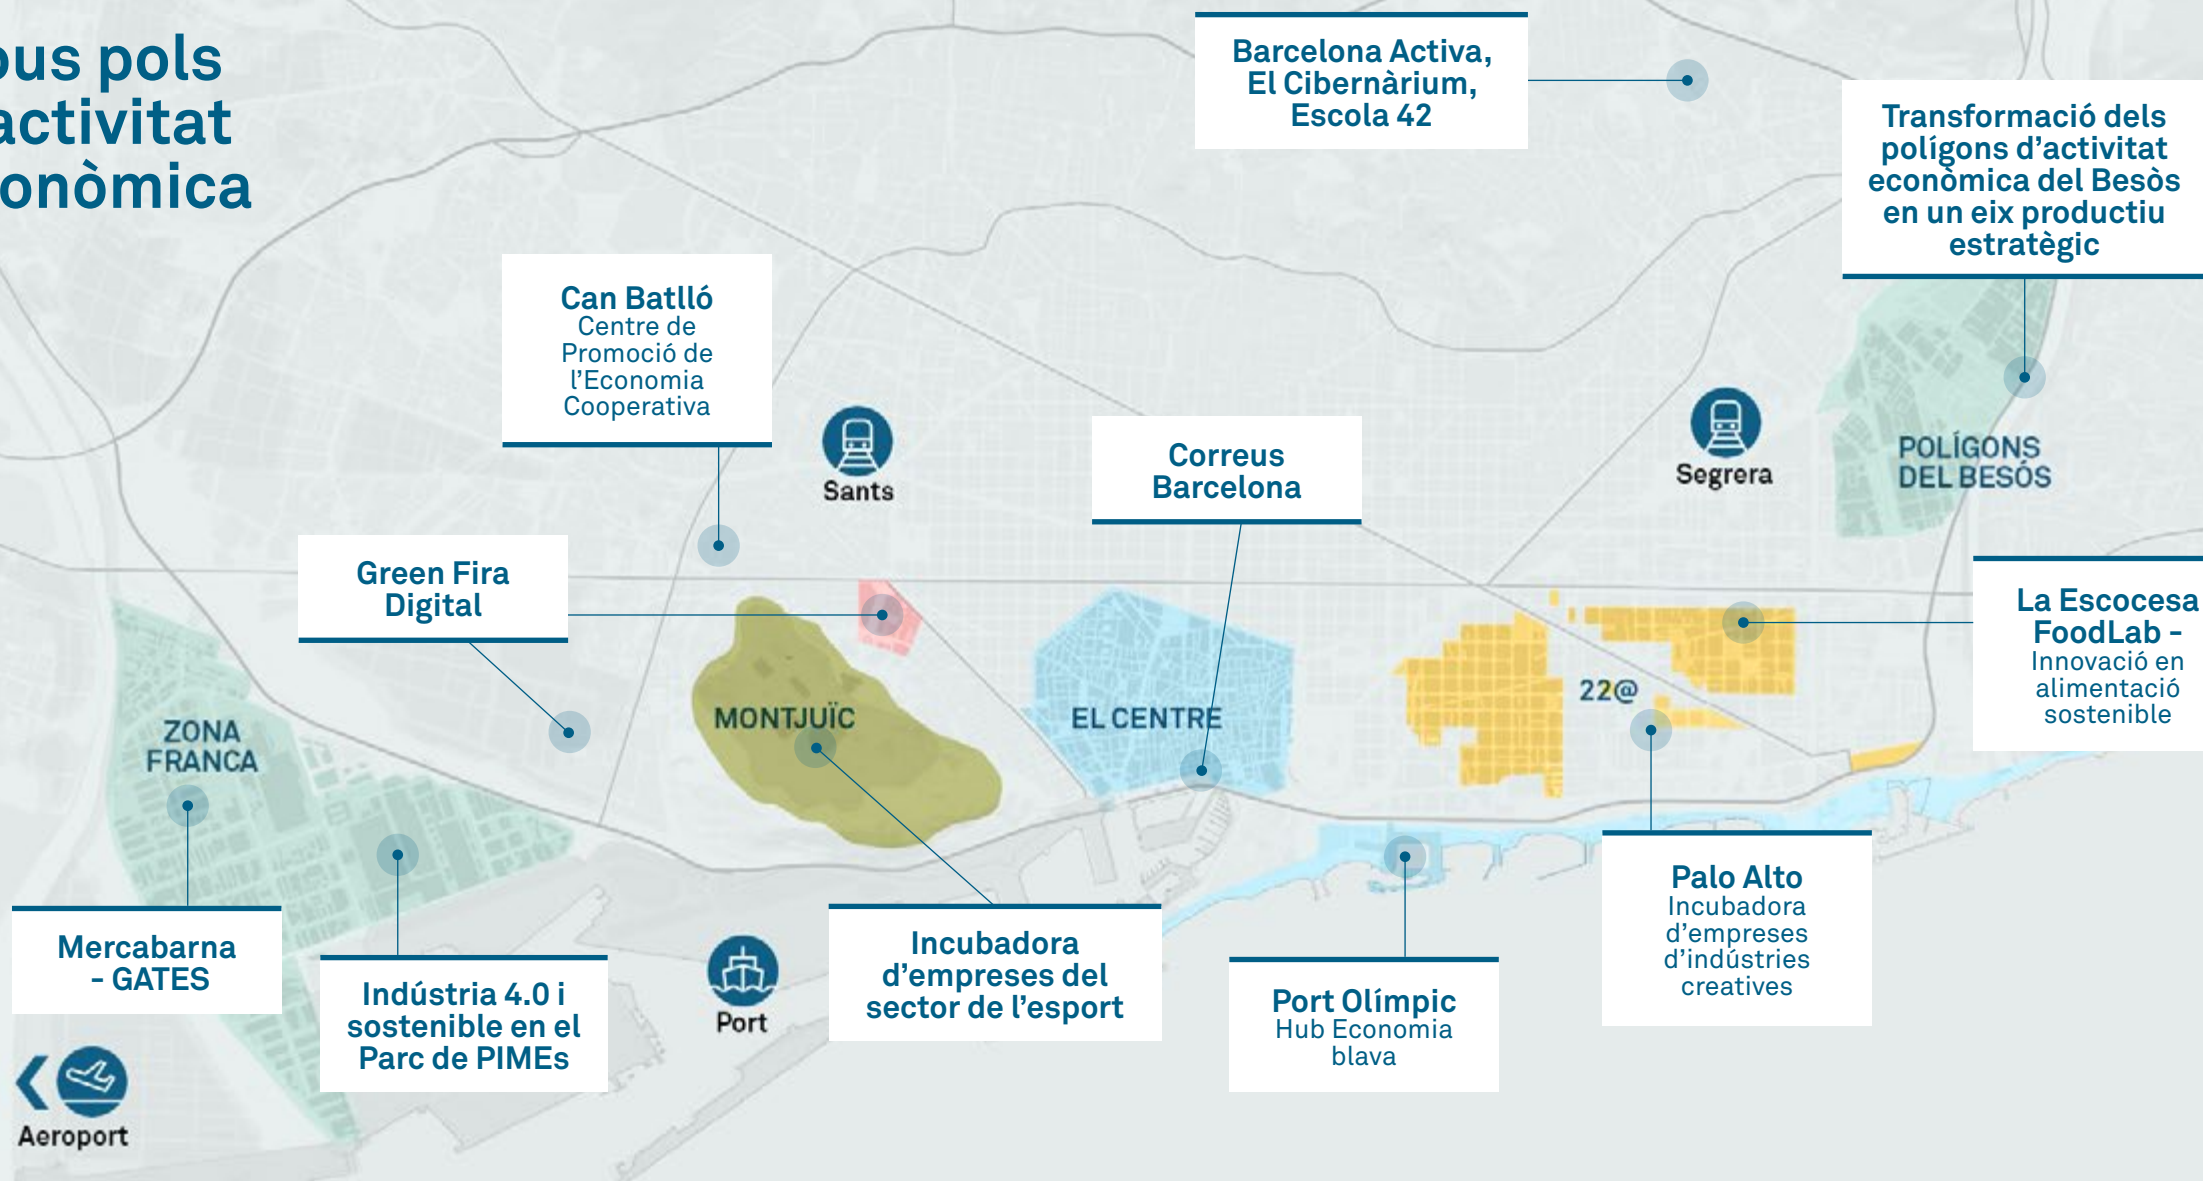 ous pols
activitat
onòmica
Barcelona Activa,
El Cibernàrium,
Escola 42
Transformació dels
polígons d'activitat
econòmica del Besòs
en un eix productiu
estratègic
Can Batlló
Centre de
Promoció de
l'Economia
Cooperativa
Sants
Correus
Barcelona
Segrera
POLÍGONS
DEL BESÓS
Green Fira
Digital
La Escocesa
FoodLab -
Innovació en
alimentació
sostenible
ZONA
FRANCA
MONTJUÏC
EL CENTRE
22@
Mercabarna
- GATES
Indústria 4.0 i
sostenible en el
Parc de PIMEs
Port
Incubadora
d'empreses del
sector de l'esport
Port Olímpic
Hub Economia
blava
Palo Alto
Incubadora
d'empreses
d'indústries
creatives
Aeroport